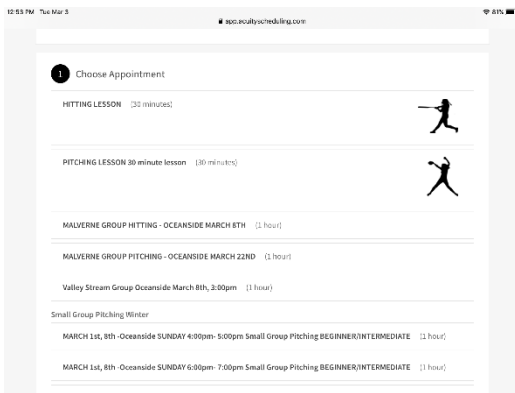 12:53 PM Tue Mar 3
app.acuityscheduling.com
81%
1 Choose Appointment
HITTING LESSON (30 minutes)
PITCHING LESSON 30 minute lesson (30 minutes)
MALVERNE GROUP HITTING - OCEANSIDE MARCH 8TH (1 hour)
MALVERNE GROUP PITCHING - OCEANSIDE MARCH 22ND (1 hour)
Valley Stream Group Oceanside March 8th, 3:00pm (1 hour)
Small Group Pitching Winter
MARCH 1st, 8th -Oceanside SUNDAY 4:00pm- 5:00pm Small Group Pitching BEGINNER/INTERMEDIATE (1 hour)
MARCH 1st, 8th -Oceanside SUNDAY 6:00pm- 7:00pm Small Group Pitching BEGINNER/INTERMEDIATE (1 hour)